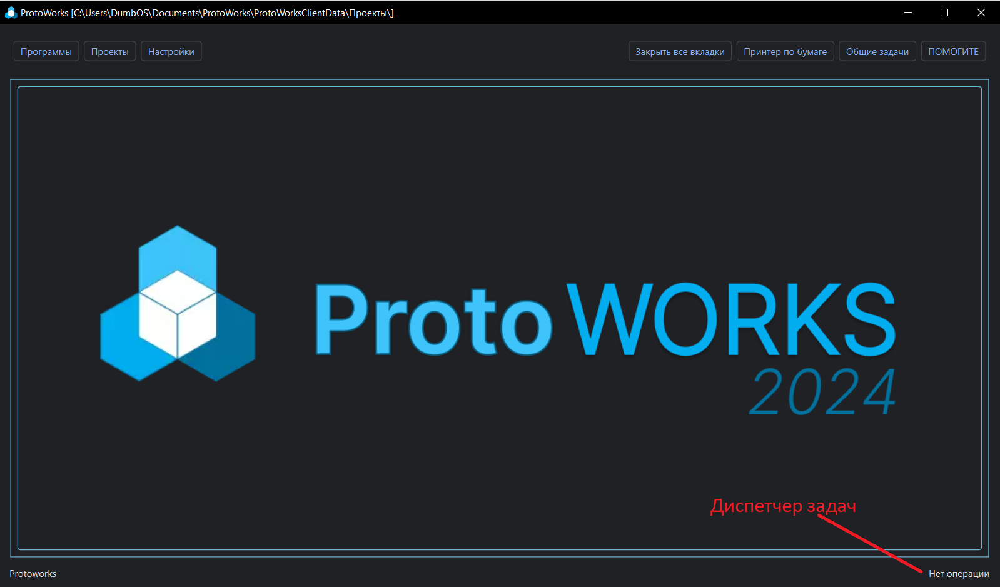 ProtoWorks [C:\Users\DumbOS\Documents\ProtoWorks\ProtoWorksClientData\Проекты\]
Программы Проекты Настройки Закрыть все вкладки Принтер по бумаге Общие задачи ПОМОГИТЕ
Proto WORKS
2024
Диспетчер задач
Protoworks Нет операции